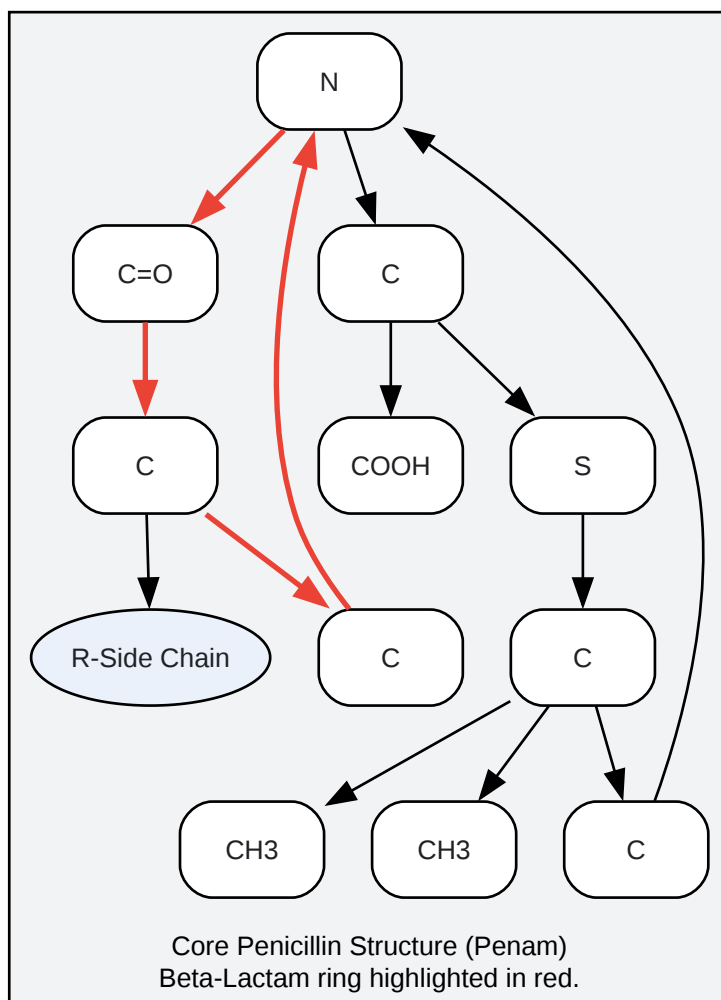 N
C=O
C
C
COOH
S
R-Side Chain
C
C
CH3
CH3
C
Core Penicillin Structure (Penam)
Beta-Lactam ring highlighted in red.